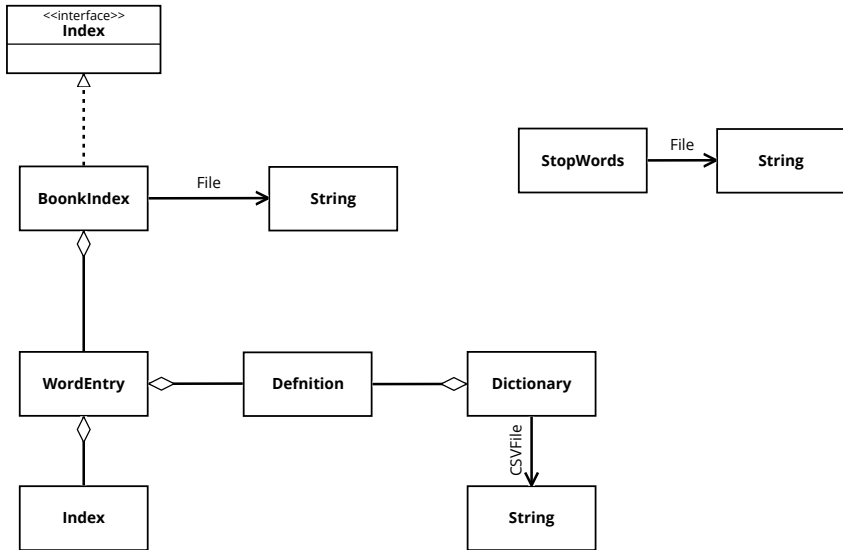 <<interface>>
Index
File
StopWords
String
BoonkIndex
File
String
WordEntry
Defnition
Dictionary
CSVFile
Index
String